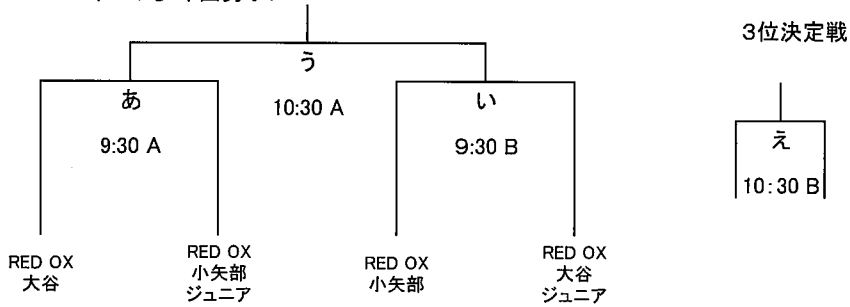 3位決定戦
う
あ
10:30 A
い
9:30 A
9:30 B
え
10:30 B
RED OX
大谷
RED OX
小矢部
ジュニア
RED OX
小矢部
RED OX
大谷
ジュニア